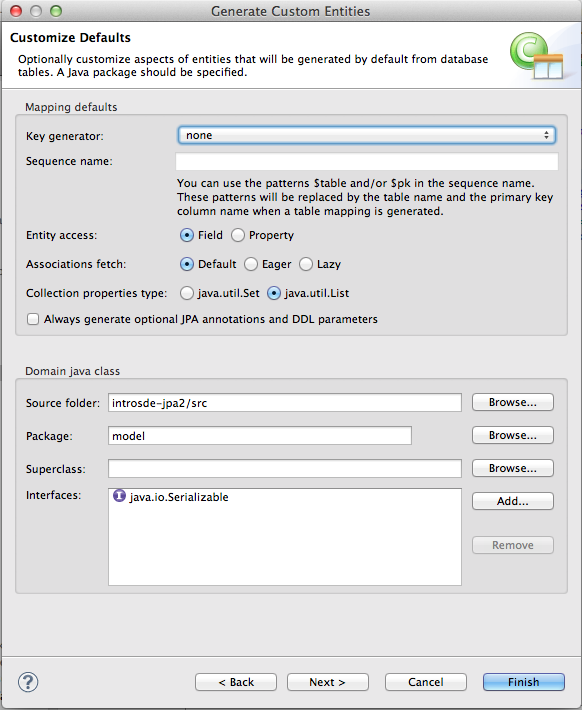 Generate Custom Entities
Customize Defaults
Optionally customize aspects of entities that will be generated by default from database
tables. A Java package should be specified.
C
Mapping defaults
Key generator: none
Sequence name:
You can use the patterns $table and/or $pk in the sequence name.
These patterns will be replaced by the table name and the primary key
column name when a table mapping is generated.
Entity access: Field Property
Associations fetch: Default Eager Lazy
Collection properties type: java.util.Set java.util.List
Always generate optional JPA annotations and DDL parameters
Domain java class
Source folder: introsde-jpa2/src Browse...
Package: model Browse...
Superclass: Browse...
Interfaces: I java.io.Serializable Add...
Remove
? < Back Next > Cancel Finish